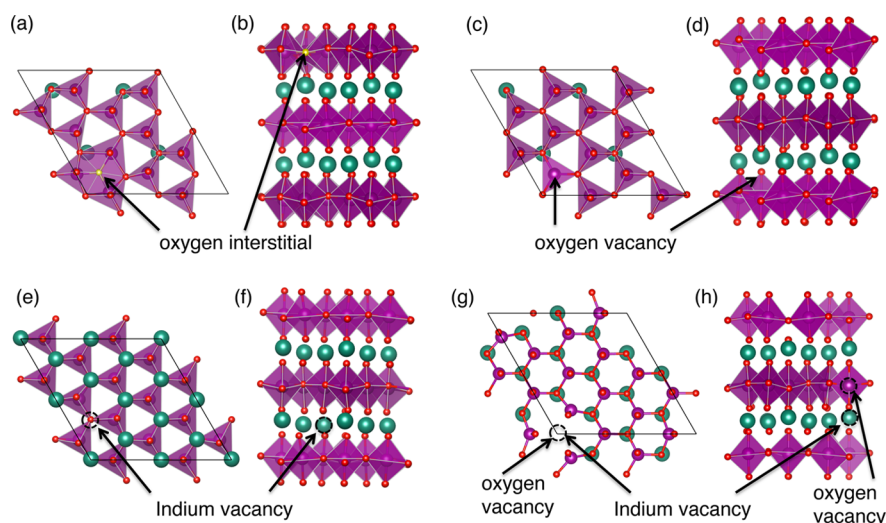 (a)
(b)
(c)
(d)
oxygen interstitial
oxygen vacancy
(e)
(f)
(g)
(h)
Indium vacancy
oxygen
vacancy
Indium vacancy
oxygen
vacancy